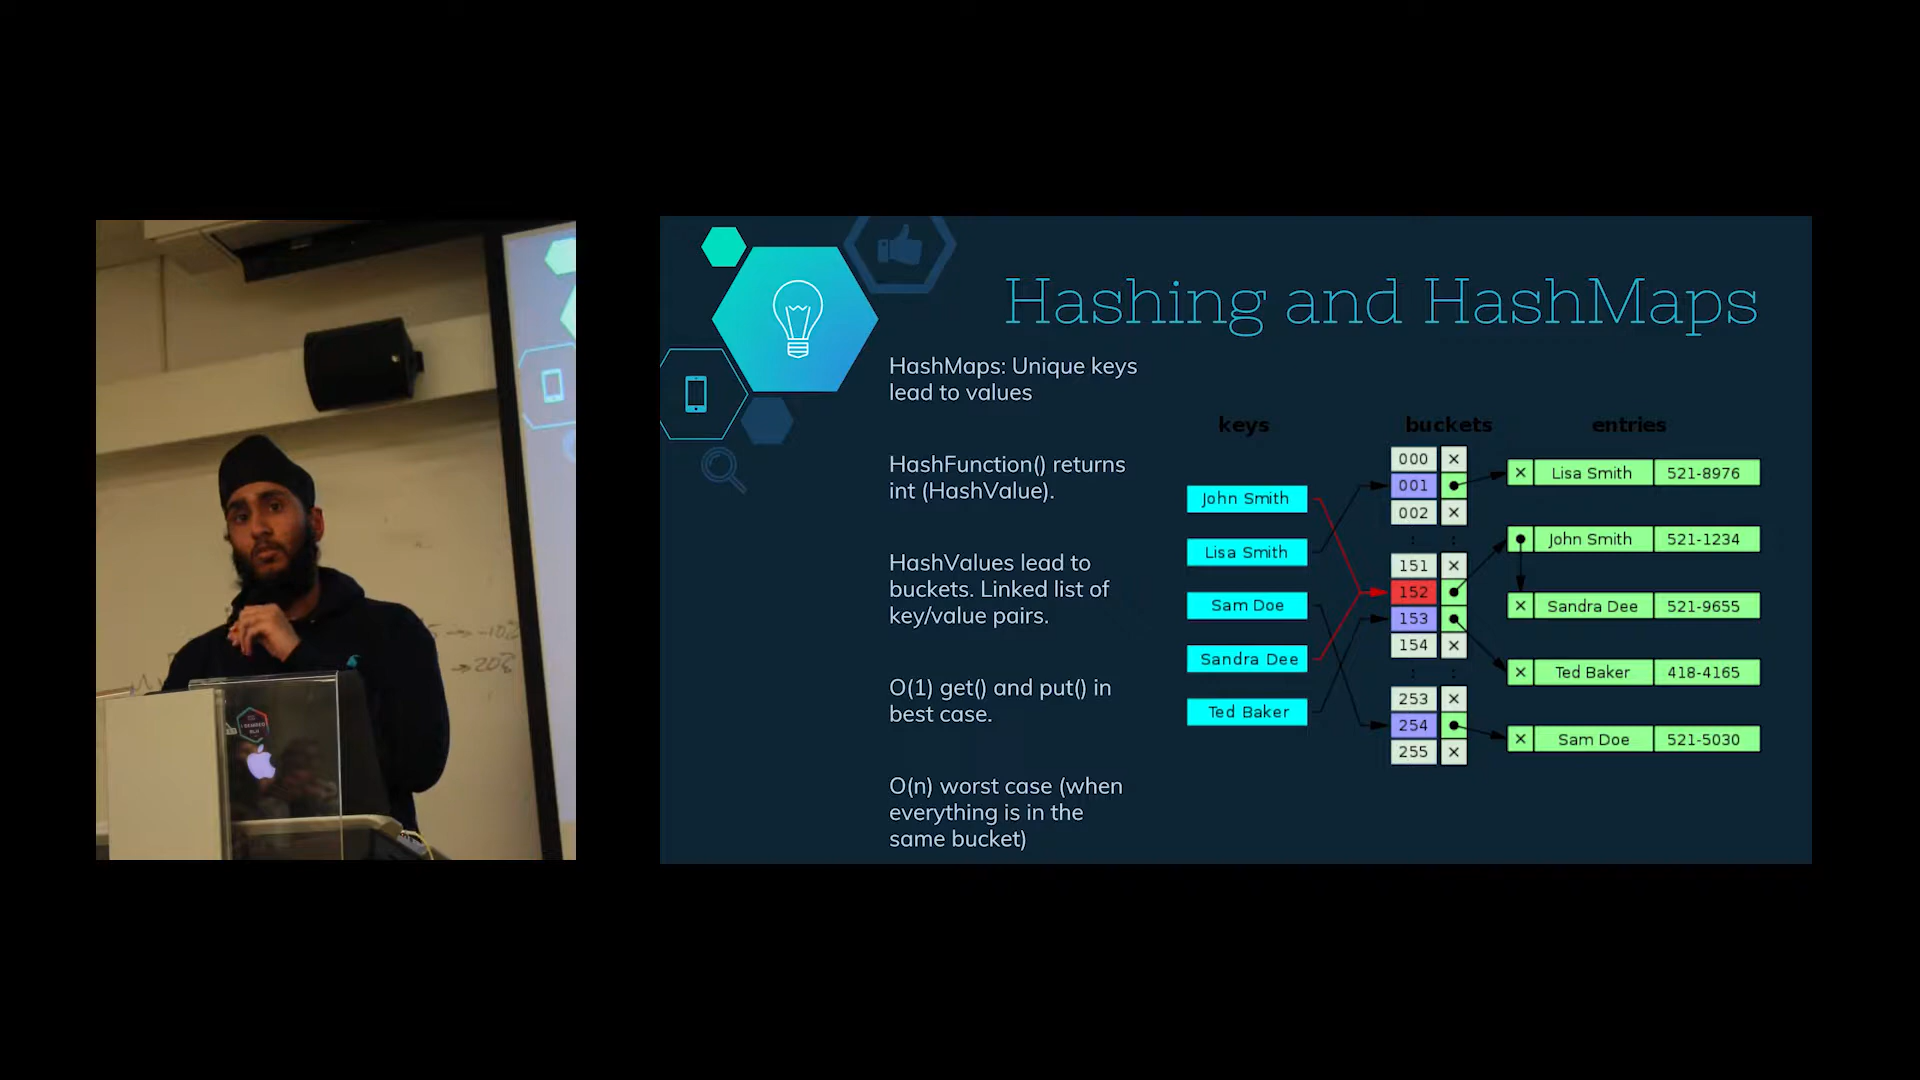 Hashing and HashMaps
HashMaps: Unique keys
lead to values
HashFunction() returns
int (HashValue).
HashValues lead to
buckets. Linked list of
key/value pairs.
O(1) get() and put() in
best case.
O(n) worst case (when
everything is in the
same bucket)
keys
John Smith
Lisa Smith
Sam Doe
Sandra Dee
Ted Baker
buckets
000 ×
001
002 ×
: :
151 ×
152
153
154 ×
: :
253 ×
254
255 ×
entries
× Lisa Smith 521-8976
John Smith 521-1234
× Sandra Dee 521-9655
× Ted Baker 418-4165
× Sam Doe 521-5030